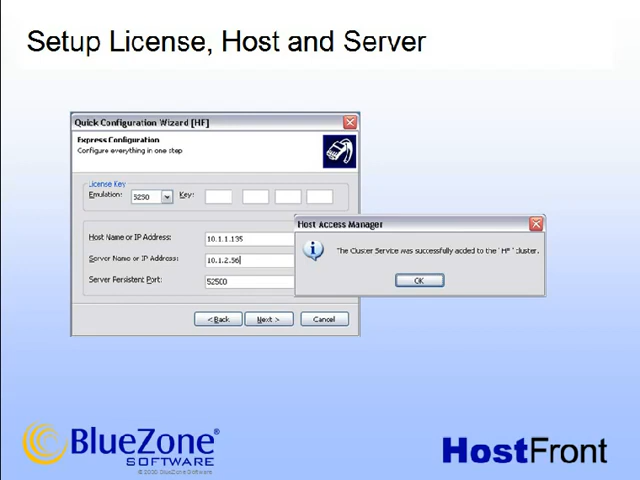 Setup License, Host and Server
Quick Configuration Wizard [HF]
Express Configuration
Configure everything in one step
License Key
Emulation: 5250 Key:
Host Access Manager
Host Name or IP Address: 10.1.1.135
The Cluster Service was successfully added to the 'HF' cluster.
Server Name or IP Address: 10.1.2.56
Server Persistent Port: 52500
OK
< Back Next > Cancel
BlueZone®
SOFTWARE
HostFront